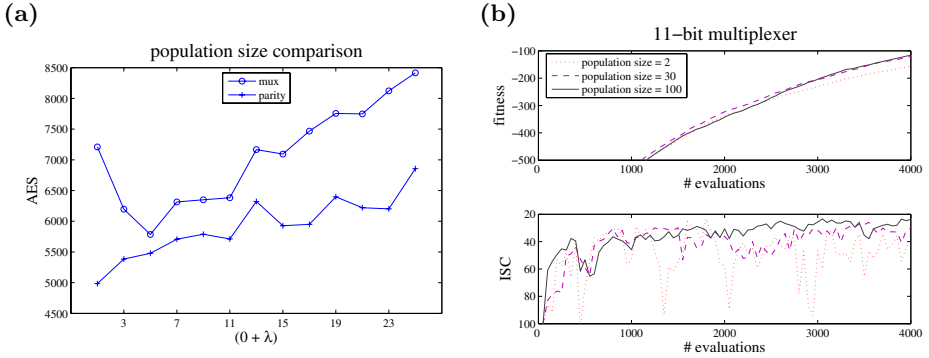 (a)
population size comparison
mux
parity
8500
8000
7500
7000
6500
6000
5500
5000
4500
AES
3
7
11
15
19
23
(0 + λ)
(b)
11-bit multiplexer
population size = 2
population size = 30
population size = 100
−100
−200
−300
−400
−500
fitness
0
1000
2000
3000
4000
# evaluations
20
40
60
80
100
ISC
0
1000
2000
3000
4000
# evaluations